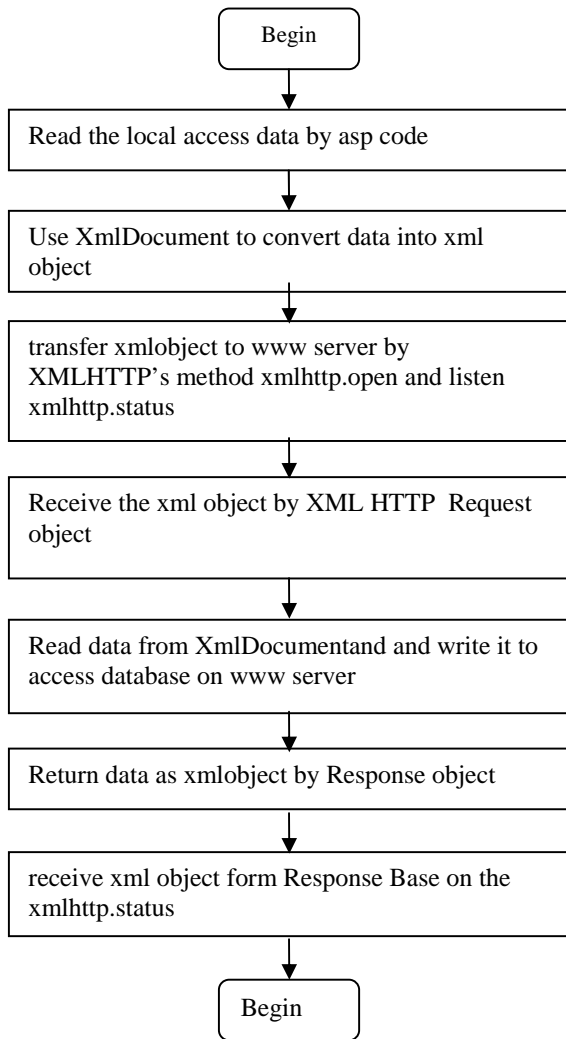 Begin
Read the local access data by asp code
Use XmlDocument to convert data into xml
object
transfer xmlobject to www server by
XMLHTTP’s method xmlhttp.open and listen
xmlhttp.status
Receive the xml object by XML HTTP  Request
object
Read data from XmlDocumentand and write it to
access database on www server
Return data as xmlobject by Response object
receive xml object form Response Base on the
xmlhttp.status
Begin